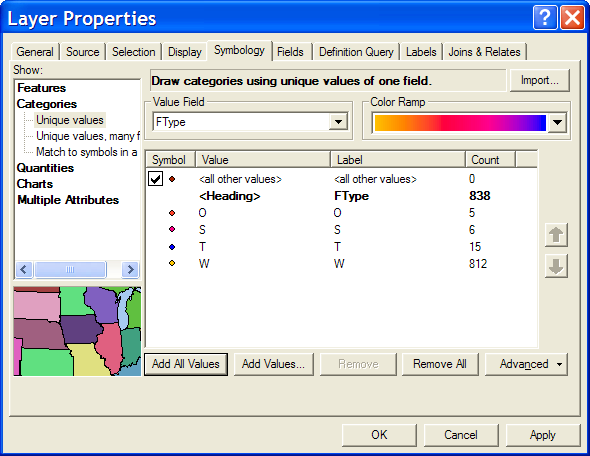 Layer Properties
General Source Selection Display Symbology Fields Definition Query Labels Joins & Relates
Show:
Features
Categories
Unique values
Unique values, many f
Match to symbols in a
Quantities
Charts
Multiple Attributes
Draw categories using unique values of one field.
Import...
Value Field
FType
Color Ramp
Symbol Value Label Count
<all other values> <all other values> 0
<Heading> FType 838
O O 5
S S 6
T T 15
W W 812
Add All Values Add Values... Remove Remove All Advanced
OK Cancel Apply